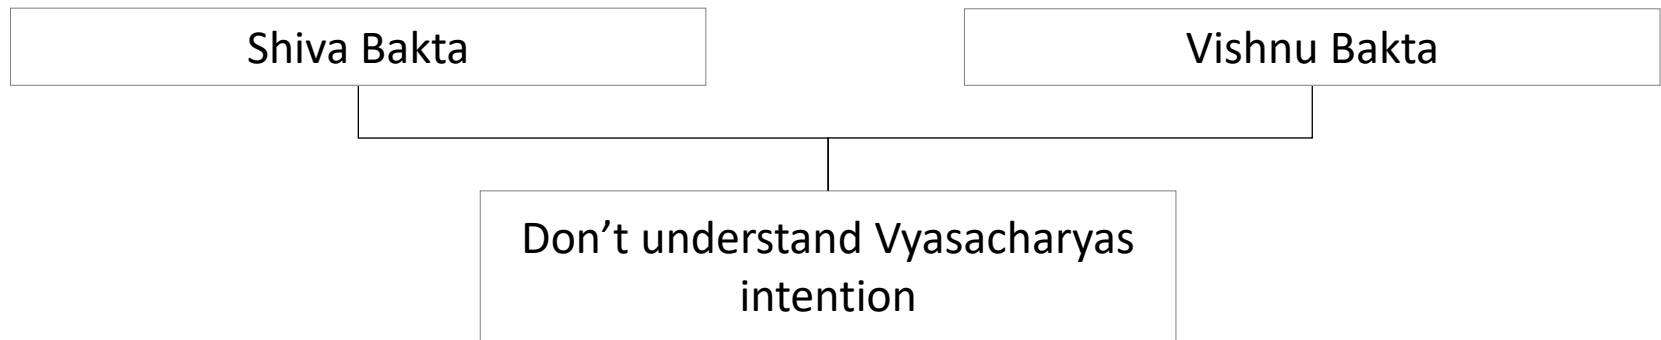 Shiva Bakta
Vishnu Bakta
Don’t understand Vyasacharyas
intention